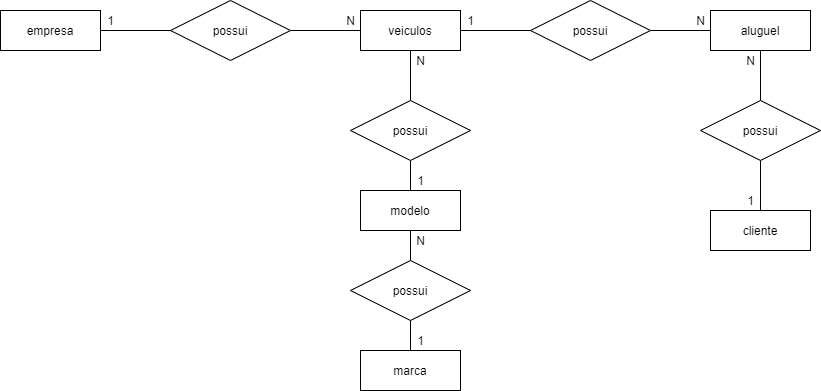 empresa 1 possui N veiculos 1 possui N aluguel
N N
possui possui
1 1
modelo cliente
N
possui
1
marca